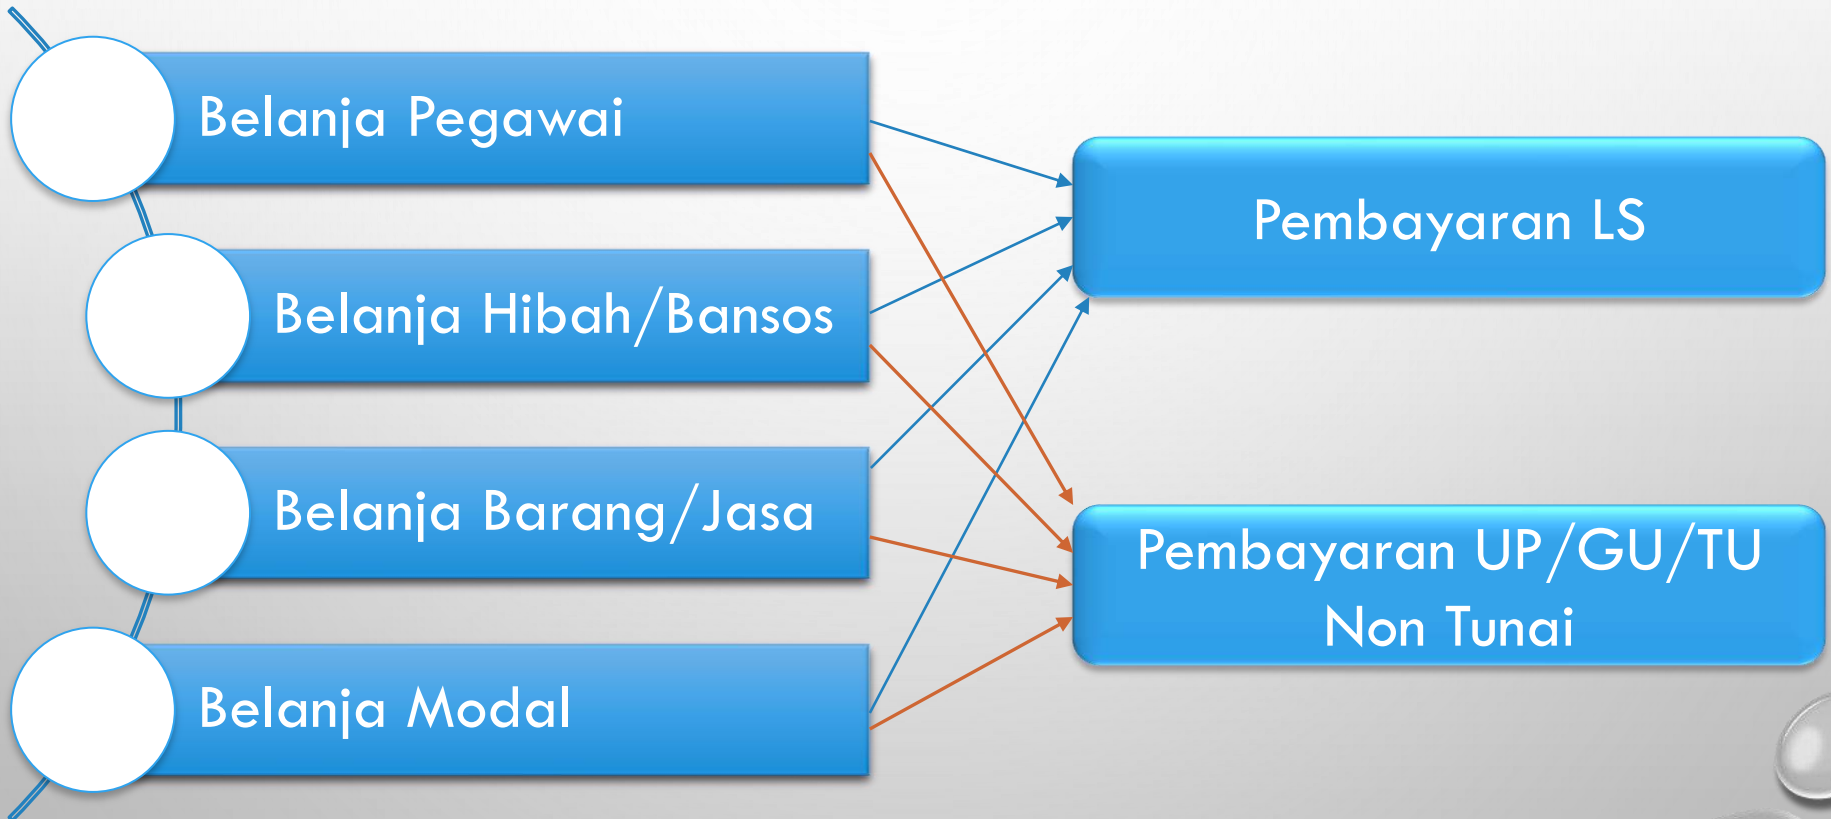 Belanja Pegawai
Belanja Hibah/Bansos
Belanja Barang/Jasa
Belanja Modal
Pembayaran LS
Pembayaran UP/GU/TU
Non Tunai